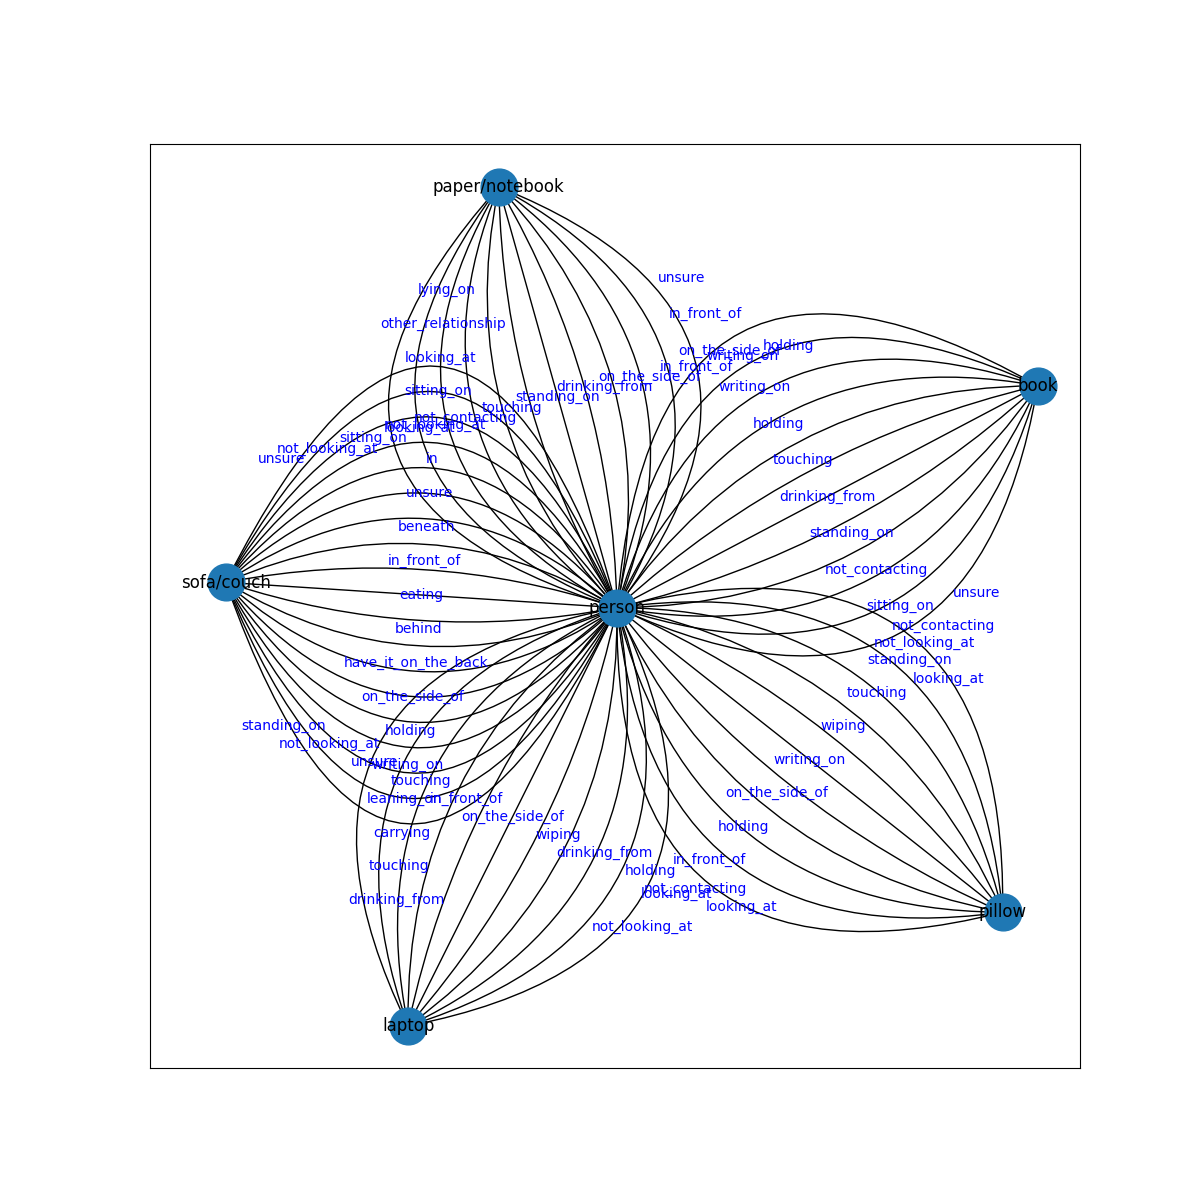 paper/notebook
unsure
lying_on
in_front_of
other_relationship
holding
on_the_side_of
writing_on
looking_at
in_front_of
on_the_side_of
book
drinking_from
writing_on
sitting_on
standing_on
touching
not_contacting
holding
not_looking_at
looking_at
sitting_on
not_looking_at
unsure
in
touching
unsure
drinking_from
beneath
standing_on
in_front_of
not_contacting
sofa/couch
eating
unsure
person
sitting_on
behind
not_contacting
not_looking_at
have_it_on_the_back
standing_on
looking_at
on_the_side_of
touching
standing_on
holding
wiping
not_looking_at
unsure
writing_on
writing_on
touching
on_the_side_of
leaning_on
in_front_of
on_the_side_of
holding
carrying
wiping
drinking_from
in_front_of
touching
holding
not_contacting
looking_at
drinking_from
looking_at
pillow
not_looking_at
laptop